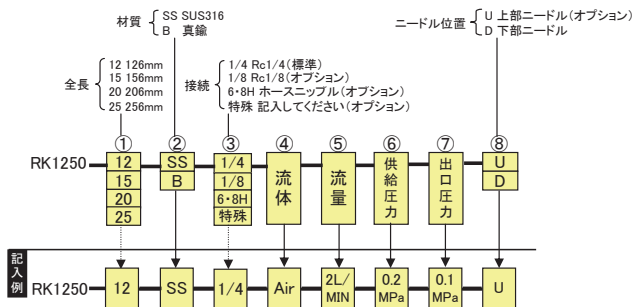 材質 SS SUS316
B 真鍮
ニードル位置 U 上部ニードル(オプション)
D 下部ニードル
全長 12 126mm
15 156mm
20 206mm
25 256mm
接続 1/4 Rc1/4(標準)
1/8 Rc1/8(オプション)
6・8H ホースニップル(オプション)
特殊 記入してください(オプション)
① ② ③ ④ ⑤ ⑥ ⑦ ⑧
RK1250 12 SS 1/4 流体 流量 供給圧力 出口圧力 U
15 B 1/8 D
20 6・8H
25 特殊
記入例
RK1250 12 SS 1/4 Air 2L/MIN 0.2MPa 0.1MPa U